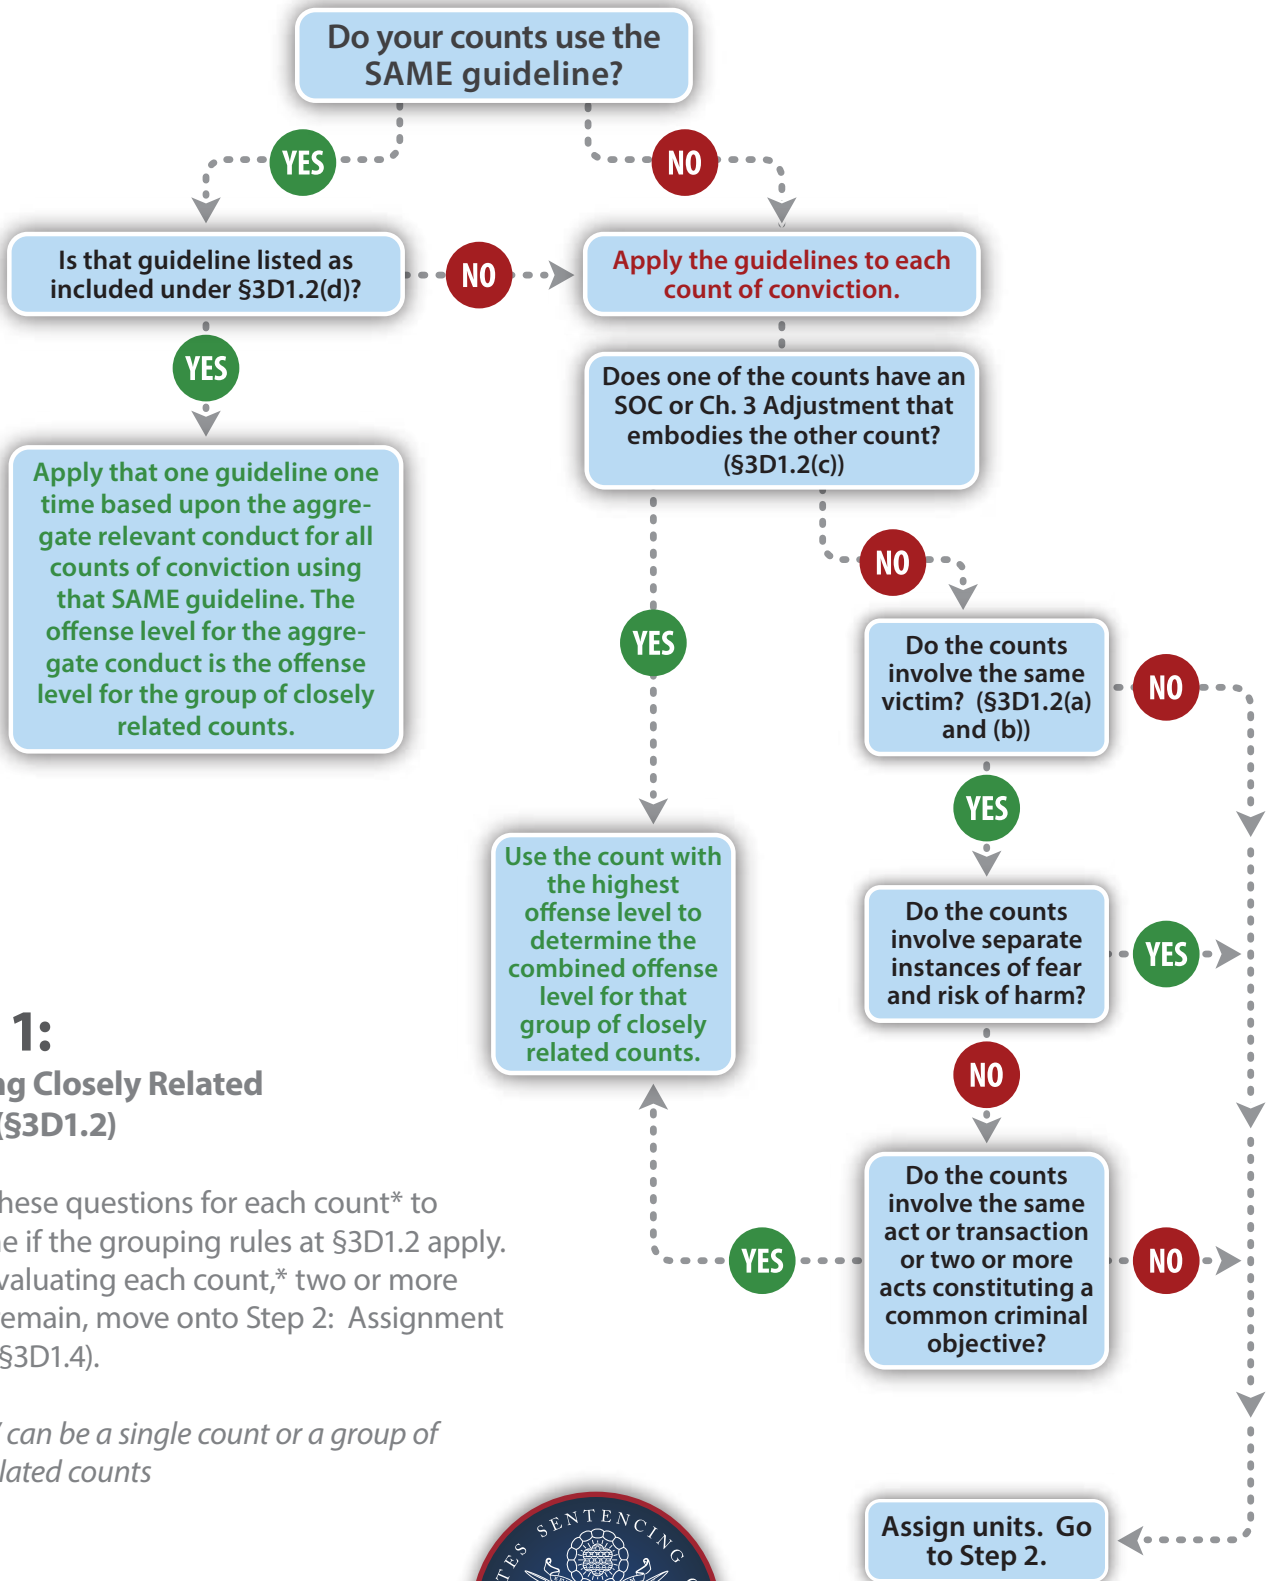 Do your counts use the
SAME guideline?
YES
NO
Is that guideline listed as
included under §3D1.2(d)?
NO
Apply the guidelines to each
count of conviction.
YES
Does one of the counts have an
SOC or Ch. 3 Adjustment that
embodies the other count?
(§3D1.2(c))
Apply that one guideline one
time based upon the aggre-
gate relevant conduct for all
counts of conviction using
that SAME guideline. The
offense level for the aggre-
gate conduct is the offense
level for the group of closely
related counts.
NO
YES
Do the counts
involve the same
victim? (§3D1.2(a)
and (b))
NO
YES
Use the count with
the highest
offense level to
determine the
combined offense
level for that
group of closely
related counts.
Do the counts
involve separate
instances of fear
and risk of harm?
YES
NO
Do the counts
involve the same
act or transaction
or two or more
acts constituting a
common criminal
objective?
YES
NO
1:
ng Closely Related
(§3D1.2)
hese questions for each count* to
e if the grouping rules at §3D1.2 apply.
valuating each count,* two or more
remain, move onto Step 2: Assignment
§3D1.4).
can be a single count or a group of
lated counts
Assign units. Go
to Step 2.
TES SENTENCING